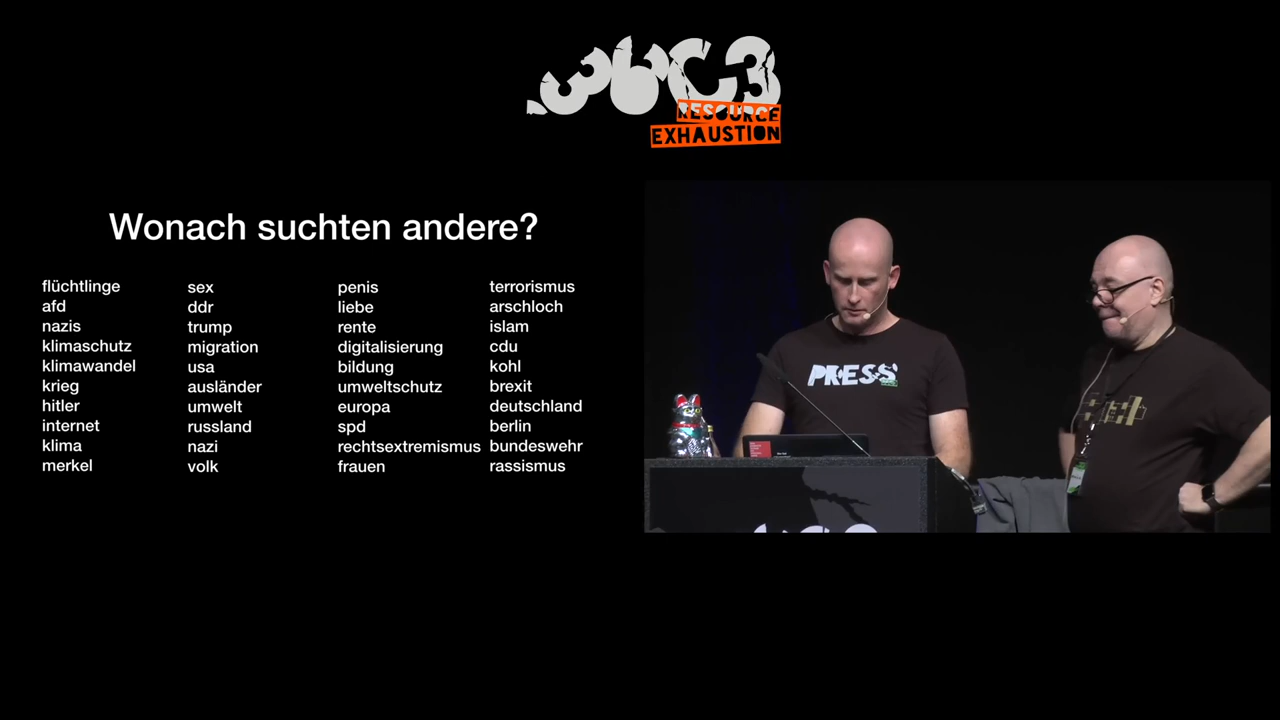 36C3
RESOURCE
EXHAUSTION
Wonach suchten andere?
flüchtlinge
afd
nazis
klimaschutz
klimawandel
krieg
hitler
internet
klima
merkel
sex
ddr
trump
migration
usa
ausländer
umwelt
russland
nazi
volk
penis
liebe
rente
digitalisierung
bildung
umweltschutz
europa
spd
rechtsextremismus
frauen
terrorismus
arschloch
islam
cdu
kohl
brexit
deutschland
berlin
bundeswehr
rassismus
PRESS